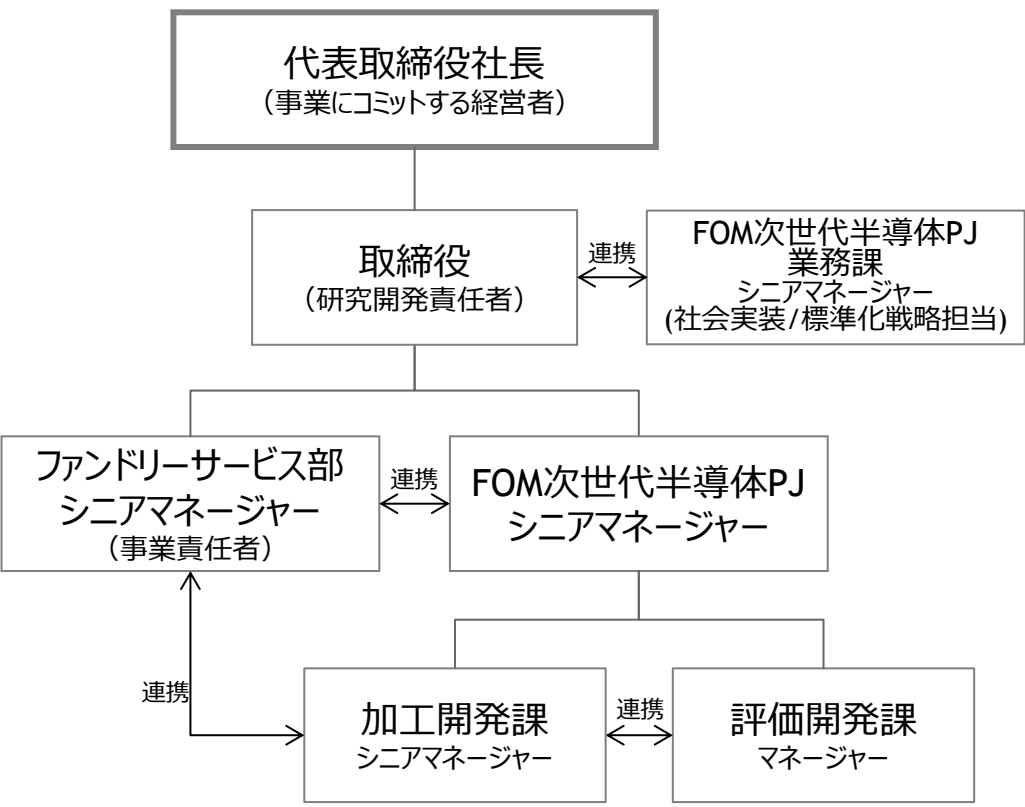 代表取締役社長
（事業にコミットする経営者）
取締役
（研究開発責任者）
連携
FOM次世代半導体PJ
業務課
シニアマネージャー
(社会実装/標準化戦略担当)
ファンドリーサービス部
シニアマネージャー
（事業責任者）
連携
FOM次世代半導体PJ
シニアマネージャー
連携
加工開発課
シニアマネージャー
連携
評価開発課
マネージャー